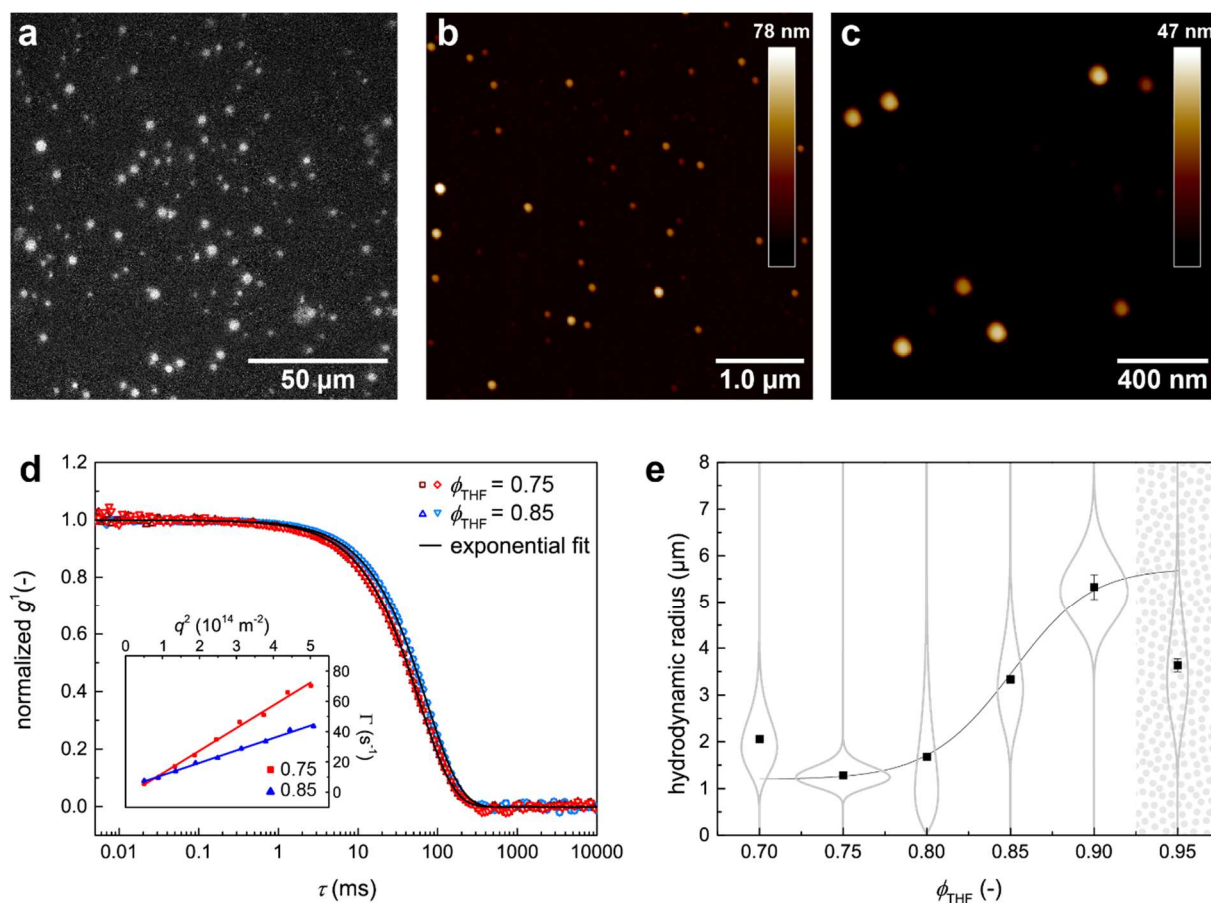 a
50 μm
b
78 nm
1.0 μm
c
47 nm
400 nm
d
normalized g¹(-)
1.2
1.0
0.8
0.6
0.4
0.2
0.0
ϕTHF = 0.75
ϕTHF = 0.85
exponential fit
q² (10¹⁴ m⁻²)
0 1 2 3 4 5
80
60
40
20
0
Γ (s⁻¹)
0.75
0.85
0.01 0.1 1 10 100 1000 10000
τ (ms)
e
hydrodynamic radius (μm)
8
7
6
5
4
3
2
1
0
0.70 0.75 0.80 0.85 0.90 0.95
ϕTHF (-)